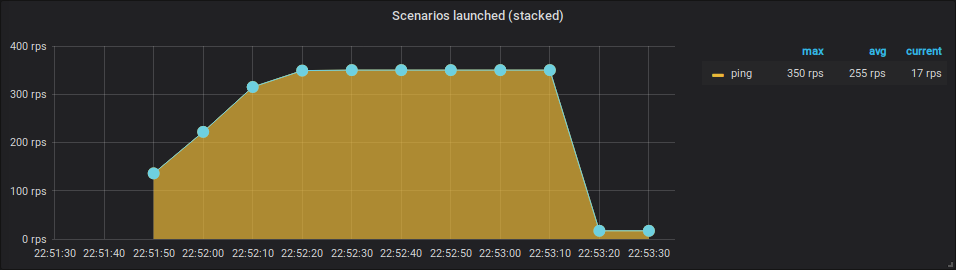 Scenarios launched (stacked)
400 rps
300 rps
200 rps
100 rps
0 rps
22:51:30 22:51:40 22:51:50 22:52:00 22:52:10 22:52:20 22:52:30 22:52:40 22:52:50 22:53:00 22:53:10 22:53:20 22:53:30
max avg current
ping 350 rps 255 rps 17 rps